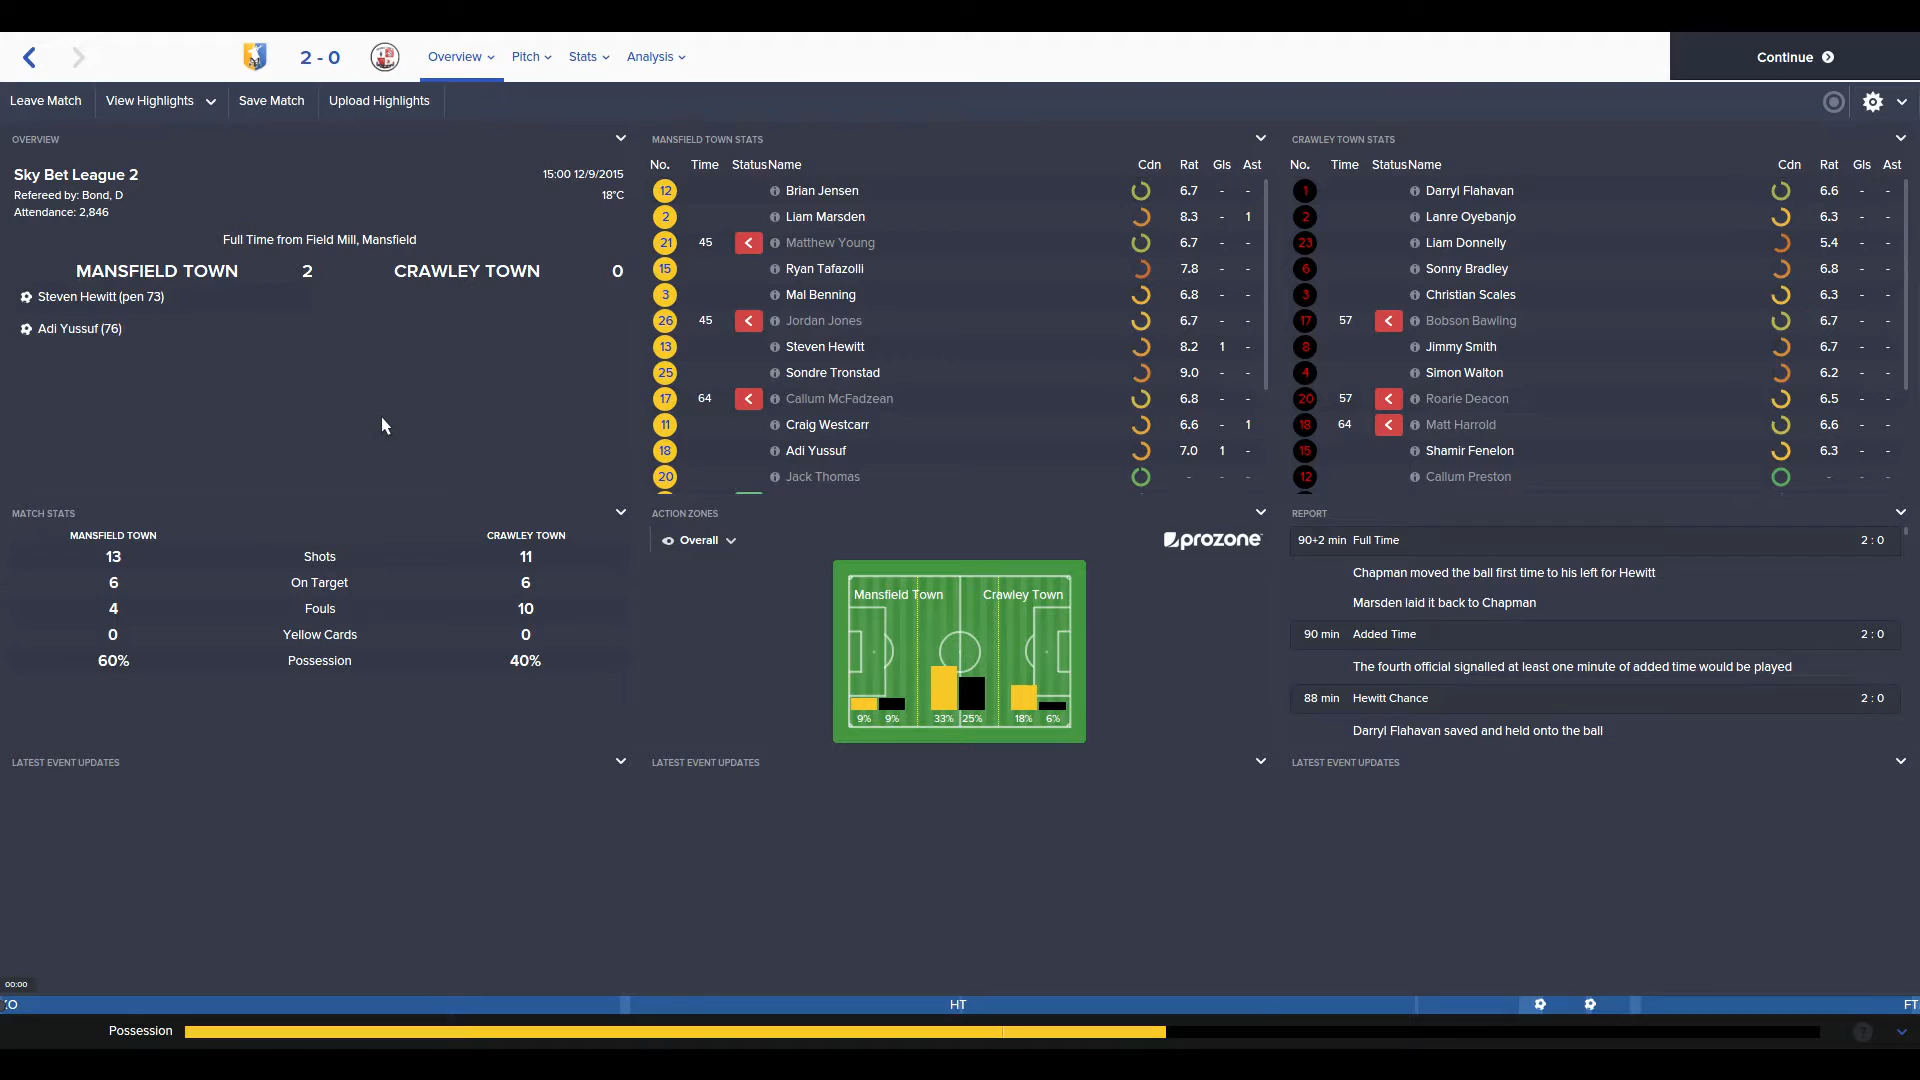 2 - 0 Overview Pitch Stats Analysis Continue
Leave Match View Highlights Save Match Upload Highlights
OVERVIEW
Sky Bet League 2 15:00 12/9/2015
Refereed by: Bond, D 18°C
Attendance: 2,846
Full Time from Field Mill, Mansfield
MANSFIELD TOWN 2 CRAWLEY TOWN 0
Steven Hewitt (pen 73)
Adi Yussuf (76)
MANSFIELD TOWN STATS
No. Time Status Name Cdn Rat Gls Ast
12 Brian Jensen 6.7 - -
2 Liam Marsden 8.3 - 1
21 45 Matthew Young 6.7 - -
15 Ryan Tafazolli 7.8 - -
3 Mal Benning 6.8 - -
26 45 Jordan Jones 6.7 - -
13 Steven Hewitt 8.2 1 -
25 Sondre Tronstad 9.0 - -
17 64 Callum McFadzean 6.8 - -
11 Craig Westcarr 6.6 - 1
18 Adi Yussuf 7.0 1 -
20 Jack Thomas - - -
CRAWLEY TOWN STATS
No. Time Status Name Cdn Rat Gls Ast
1 Darryl Flahavan 6.6 - -
2 Lanre Oyebanjo 6.3 - -
23 Liam Donnelly 5.4 - -
6 Sonny Bradley 6.8 - -
3 Christian Scales 6.3 - -
17 57 Bobson Bawling 6.7 - -
8 Jimmy Smith 6.7 - -
4 Simon Walton 6.2 - -
20 57 Roarie Deacon 6.5 - -
18 64 Matt Harrold 6.6 - -
15 Shamir Fenelon 6.3 - -
12 Callum Preston - - -
MATCH STATS
MANSFIELD TOWN CRAWLEY TOWN
13 Shots 11
6 On Target 6
4 Fouls 10
0 Yellow Cards 0
60% Possession 40%
ACTION ZONES
Overall prozone
Mansfield Town Crawley Town
9% 9% 33% 25% 18% 6%
REPORT
90+2 min Full Time 2 : 0
Chapman moved the ball first time to his left for Hewitt
Marsden laid it back to Chapman
90 min Added Time 2 : 0
The fourth official signalled at least one minute of added time would be played
88 min Hewitt Chance 2 : 0
Darryl Flahavan saved and held onto the ball
LATEST EVENT UPDATES LATEST EVENT UPDATES LATEST EVENT UPDATES
00:00
KO HT FT
Possession